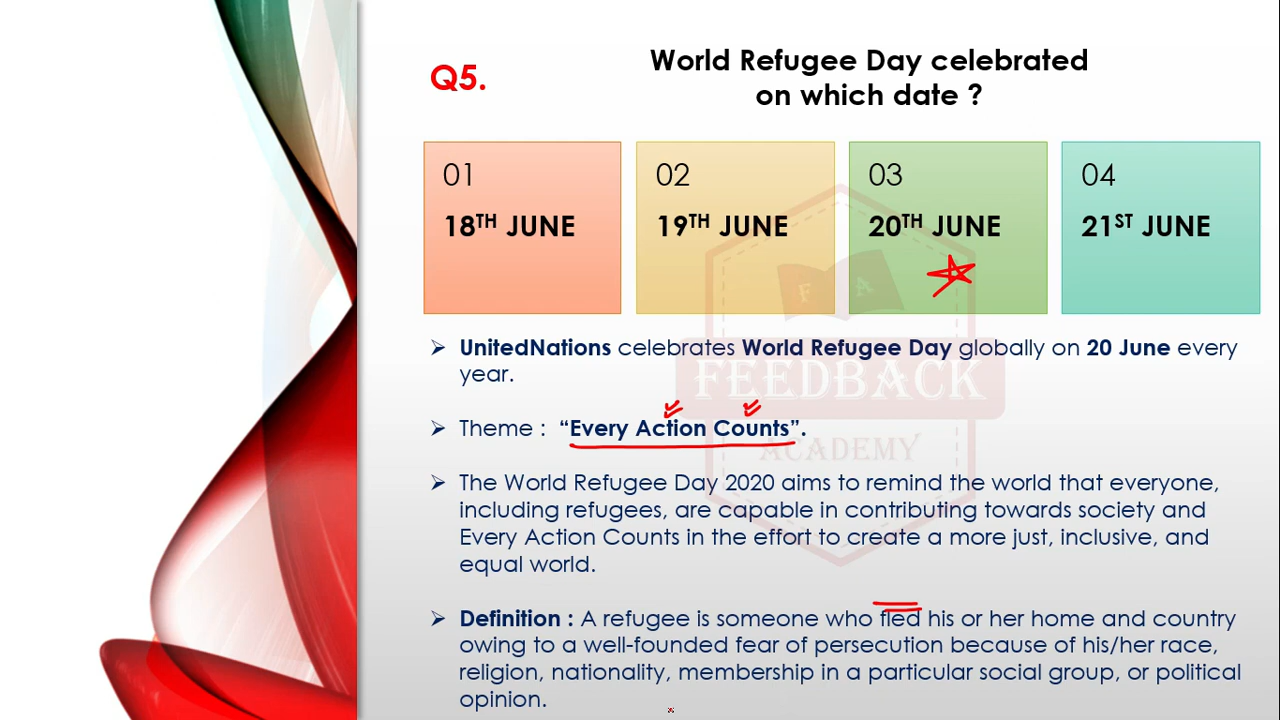 Q5.
World Refugee Day celebrated
on which date ?
01
18TH JUNE
02
19TH JUNE
03
20TH JUNE
04
21ST JUNE
F A
FEEDBACK
ACADEMY
➢ UnitedNations celebrates World Refugee Day globally on 20 June every
year.
➢ Theme : “Every Action Counts”.
➢ The World Refugee Day 2020 aims to remind the world that everyone,
including refugees, are capable in contributing towards society and
Every Action Counts in the effort to create a more just, inclusive, and
equal world.
➢ Definition : A refugee is someone who fled his or her home and country
owing to a well-founded fear of persecution because of his/her race,
religion, nationality, membership in a particular social group, or political
opinion.